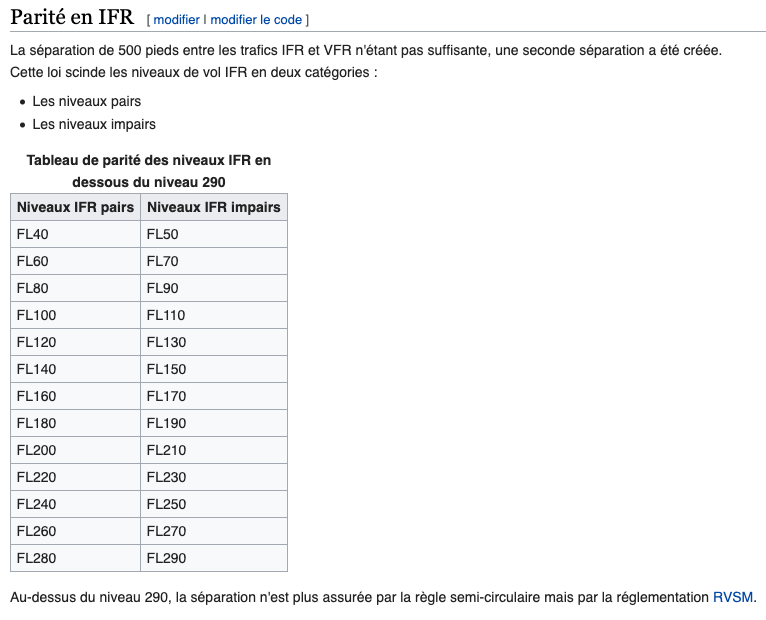 Parité en IFR [ modifier | modifier le code ]
La séparation de 500 pieds entre les trafics IFR et VFR n'étant pas suffisante, une seconde séparation a été créée.
Cette loi scinde les niveaux de vol IFR en deux catégories :
• Les niveaux pairs
• Les niveaux impairs
Tableau de parité des niveaux IFR en
dessous du niveau 290
Niveaux IFR pairs Niveaux IFR impairs
FL40 FL50
FL60 FL70
FL80 FL90
FL100 FL110
FL120 FL130
FL140 FL150
FL160 FL170
FL180 FL190
FL200 FL210
FL220 FL230
FL240 FL250
FL260 FL270
FL280 FL290
Au-dessus du niveau 290, la séparation n'est plus assurée par la règle semi-circulaire mais par la réglementation RVSM.